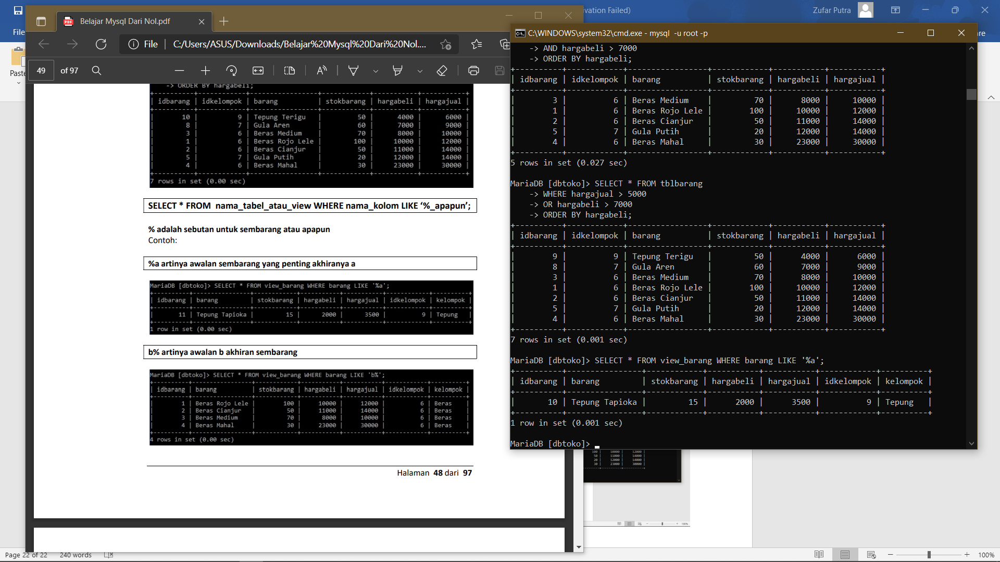 ivation Failed)
Zufar Putra
File
Paste
re
Belajar Mysql Dari Nol.pdf
File
C:/Users/ASUS/Downloads/Belajar%20Mysql%20Dari%20Nol....
49 of 97
-> ORDER BY hargabeli;
| idbarang | idkelompok | barang | stokbarang | hargabeli | hargajual |
| 10 | 9 | Tepung Terigu | 50 | 4000 | 6000 |
| 8 | 7 | Gula Aren | 60 | 7000 | 9000 |
| 3 | 6 | Beras Medium | 70 | 8000 | 10000 |
| 1 | 6 | Beras Rojo Lele | 100 | 10000 | 12000 |
| 2 | 6 | Beras Cianjur | 50 | 11000 | 14000 |
| 5 | 7 | Gula Putih | 20 | 12000 | 14000 |
| 4 | 6 | Beras Mahal | 30 | 23000 | 30000 |
7 rows in set (0.00 sec)
SELECT * FROM nama_tabel_atau_view WHERE nama_kolom LIKE ‘%_apapun’;
% adalah sebutan untuk sembarang atau apapun
Contoh:
%a artinya awalan sembarang yang penting akhiranya a
MariaDB [dbtoko]> SELECT * FROM view_barang WHERE barang LIKE '%a';
| idbarang | barang | stokbarang | hargabeli | hargajual | idkelompok | kelompok |
| 11 | Tepung Tapioka | 15 | 2000 | 3500 | 9 | Tepung |
1 row in set (0.00 sec)
b% artinya awalan b akhiran sembarang
MariaDB [dbtoko]> SELECT * FROM view_barang WHERE barang LIKE 'b%';
| idbarang | barang | stokbarang | hargabeli | hargajual | idkelompok | kelompok |
| 1 | Beras Rojo Lele | 100 | 10000 | 12000 | 6 | Beras |
| 2 | Beras Cianjur | 50 | 11000 | 14000 | 6 | Beras |
| 3 | Beras Medium | 70 | 8000 | 10000 | 6 | Beras |
| 4 | Beras Mahal | 30 | 23000 | 30000 | 6 | Beras |
4 rows in set (0.00 sec)
Halaman 48 dari 97
C:\WINDOWS\system32\cmd.exe - mysql -u root -p
-> AND hargabeli > 7000
-> ORDER BY hargabeli;
| idbarang | idkelompok | barang | stokbarang | hargabeli | hargajual |
| 3 | 6 | Beras Medium | 70 | 8000 | 10000 |
| 1 | 6 | Beras Rojo Lele | 100 | 10000 | 12000 |
| 2 | 6 | Beras Cianjur | 50 | 11000 | 14000 |
| 5 | 7 | Gula Putih | 20 | 12000 | 14000 |
| 4 | 6 | Beras Mahal | 30 | 23000 | 30000 |
5 rows in set (0.027 sec)
MariaDB [dbtoko]> SELECT * FROM tblbarang
-> WHERE hargajual > 5000
-> OR hargabeli > 7000
-> ORDER BY hargabeli;
| idbarang | idkelompok | barang | stokbarang | hargabeli | hargajual |
| 9 | 9 | Tepung Terigu | 50 | 4000 | 6000 |
| 8 | 7 | Gula Aren | 60 | 7000 | 9000 |
| 3 | 6 | Beras Medium | 70 | 8000 | 10000 |
| 1 | 6 | Beras Rojo Lele | 100 | 10000 | 12000 |
| 2 | 6 | Beras Cianjur | 50 | 11000 | 14000 |
| 5 | 7 | Gula Putih | 20 | 12000 | 14000 |
| 4 | 6 | Beras Mahal | 30 | 23000 | 30000 |
7 rows in set (0.001 sec)
MariaDB [dbtoko]> SELECT * FROM view_barang WHERE barang LIKE '%a';
| idbarang | barang | stokbarang | hargabeli | hargajual | idkelompok | kelompok |
| 10 | Tepung Tapioka | 15 | 2000 | 3500 | 9 | Tepung |
1 row in set (0.001 sec)
MariaDB [dbtoko]>
100 | 10000 | 12000 |
50 | 11000 | 14000 |
20 | 12000 | 14000 |
30 | 23000 | 30000 |
100%
Page 22 of 22
240 words
100%